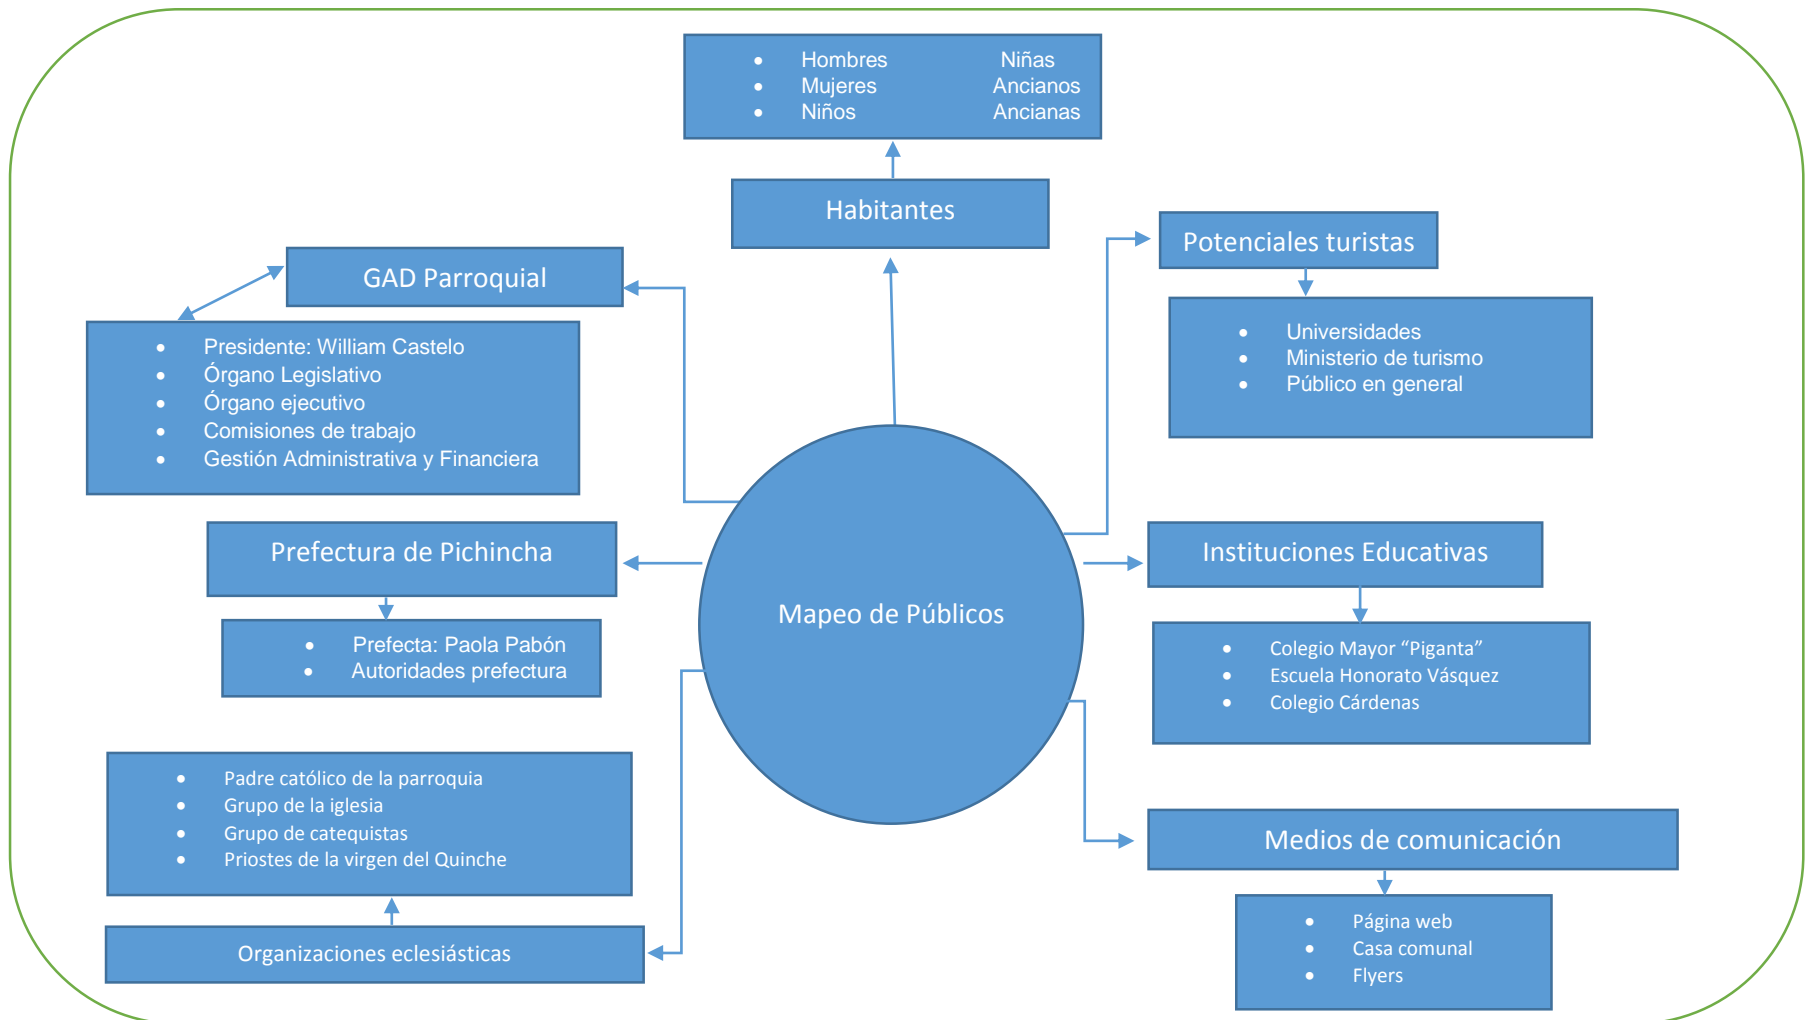 • Hombres Niñas
• Mujeres Ancianos
• Niños Ancianas
Habitantes
Potenciales turistas
• Universidades
• Ministerio de turismo
• Público en general
GAD Parroquial
• Presidente: William Castelo
• Órgano Legislativo
• Órgano ejecutivo
• Comisiones de trabajo
• Gestión Administrativa y Financiera
Prefectura de Pichincha
• Prefecta: Paola Pabón
• Autoridades prefectura
Mapeo de Públicos
Instituciones Educativas
• Colegio Mayor “Piganta”
• Escuela Honorato Vásquez
• Colegio Cárdenas
• Padre católico de la parroquia
• Grupo de la iglesia
• Grupo de catequistas
• Priostes de la virgen del Quinche
Organizaciones eclesiásticas
Medios de comunicación
• Página web
• Casa comunal
• Flyers